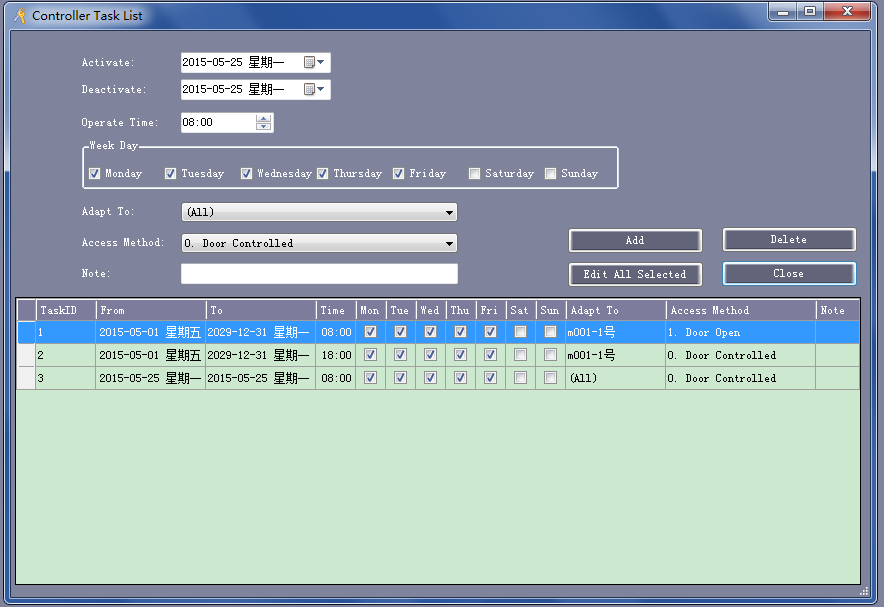 Controller Task List
Activate: 2015-05-25 星期一
Deactivate: 2015-05-25 星期一
Operate Time: 08:00
Week Day
Monday Tuesday Wednesday Thursday Friday Saturday Sunday
Adapt To: (All)
Access Method: 0. Door Controlled
Note:
Add Delete
Edit All Selected Close
TaskID From To Time Mon Tue Wed Thu Fri Sat Sun Adapt To Access Method Note
1 2015-05-01 星期五 2029-12-31 星期一 08:00 m001-1号 1. Door Open
2 2015-05-01 星期五 2029-12-31 星期一 18:00 m001-1号 0. Door Controlled
3 2015-05-25 星期一 2015-05-25 星期一 08:00 (All) 0. Door Controlled